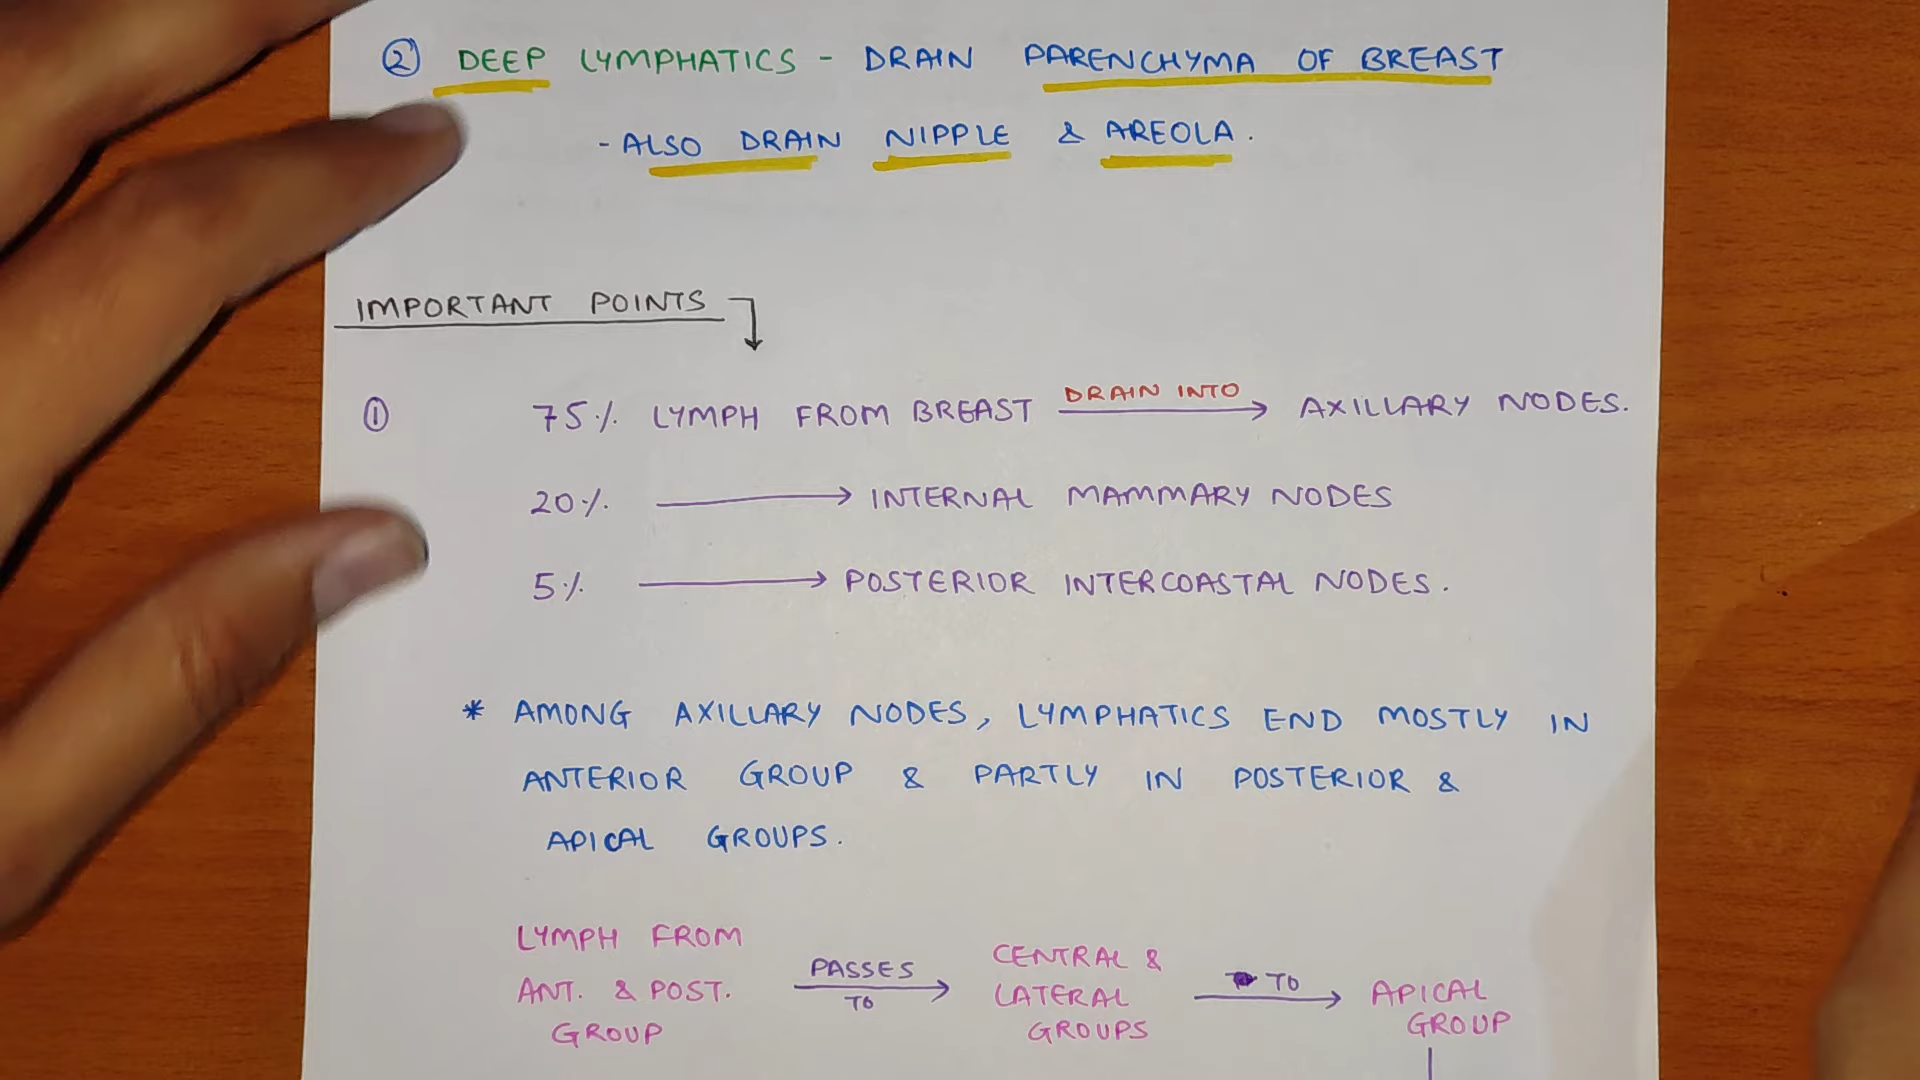 ② DEEP LYMPHATICS - DRAIN PARENCHYMA OF BREAST
- ALSO DRAIN NIPPLE & AREOLA.
IMPORTANT POINTS
① 75% LYMPH FROM BREAST DRAIN INTO → AXILLARY NODES.
20% → INTERNAL MAMMARY NODES
5% → POSTERIOR INTERCOASTAL NODES.
* AMONG AXILLARY NODES, LYMPHATICS END MOSTLY IN
ANTERIOR GROUP & PARTLY IN POSTERIOR &
APICAL GROUPS.
LYMPH FROM
ANT. & POST.
GROUP
PASSES
TO
CENTRAL &
LATERAL
GROUPS
TO
APICAL
GROUP